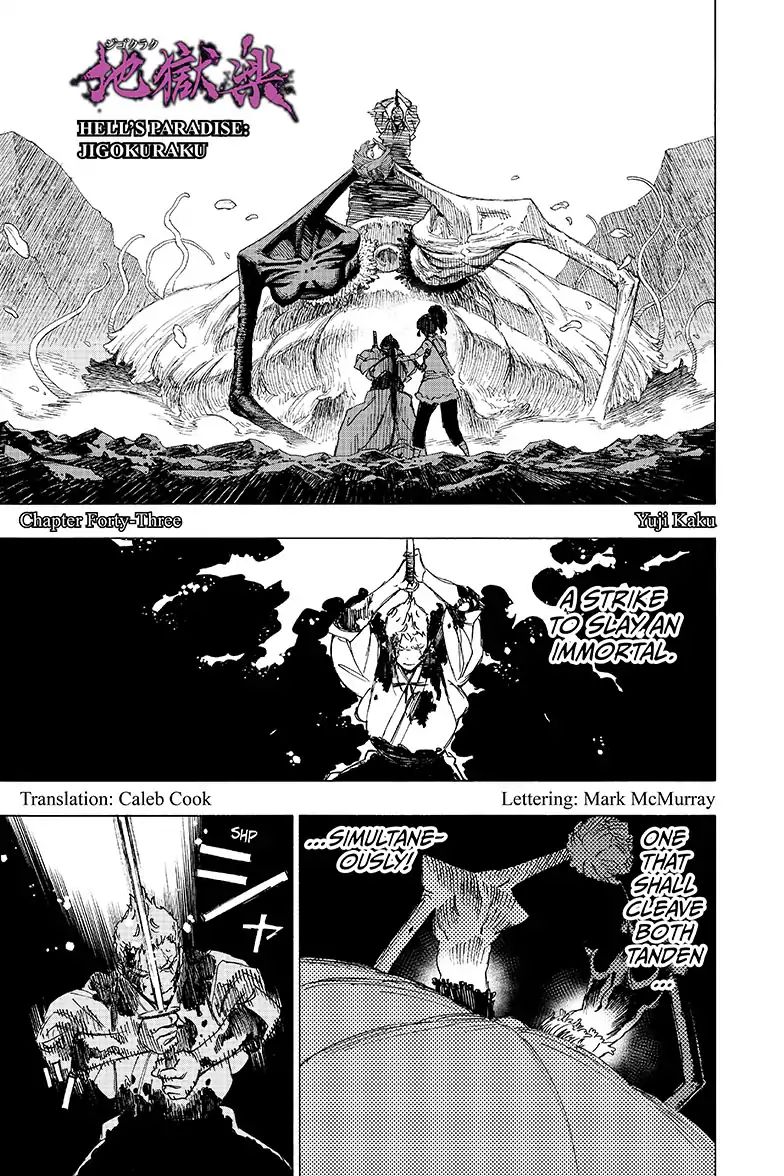 ジゴクラク
地獄楽
HELL'S PARADISE:
JIGOKURAKU
Chapter Forty-Three
Yuji Kaku
A STRIKE
TO SLAY AN
IMMORTAL.
Translation: Caleb Cook
Lettering: Mark McMurray
ONE
THAT
SHALL
CLEAVE
BOTH
TANDEN
...
...SIMULTANE-
OUSLY!
SHP